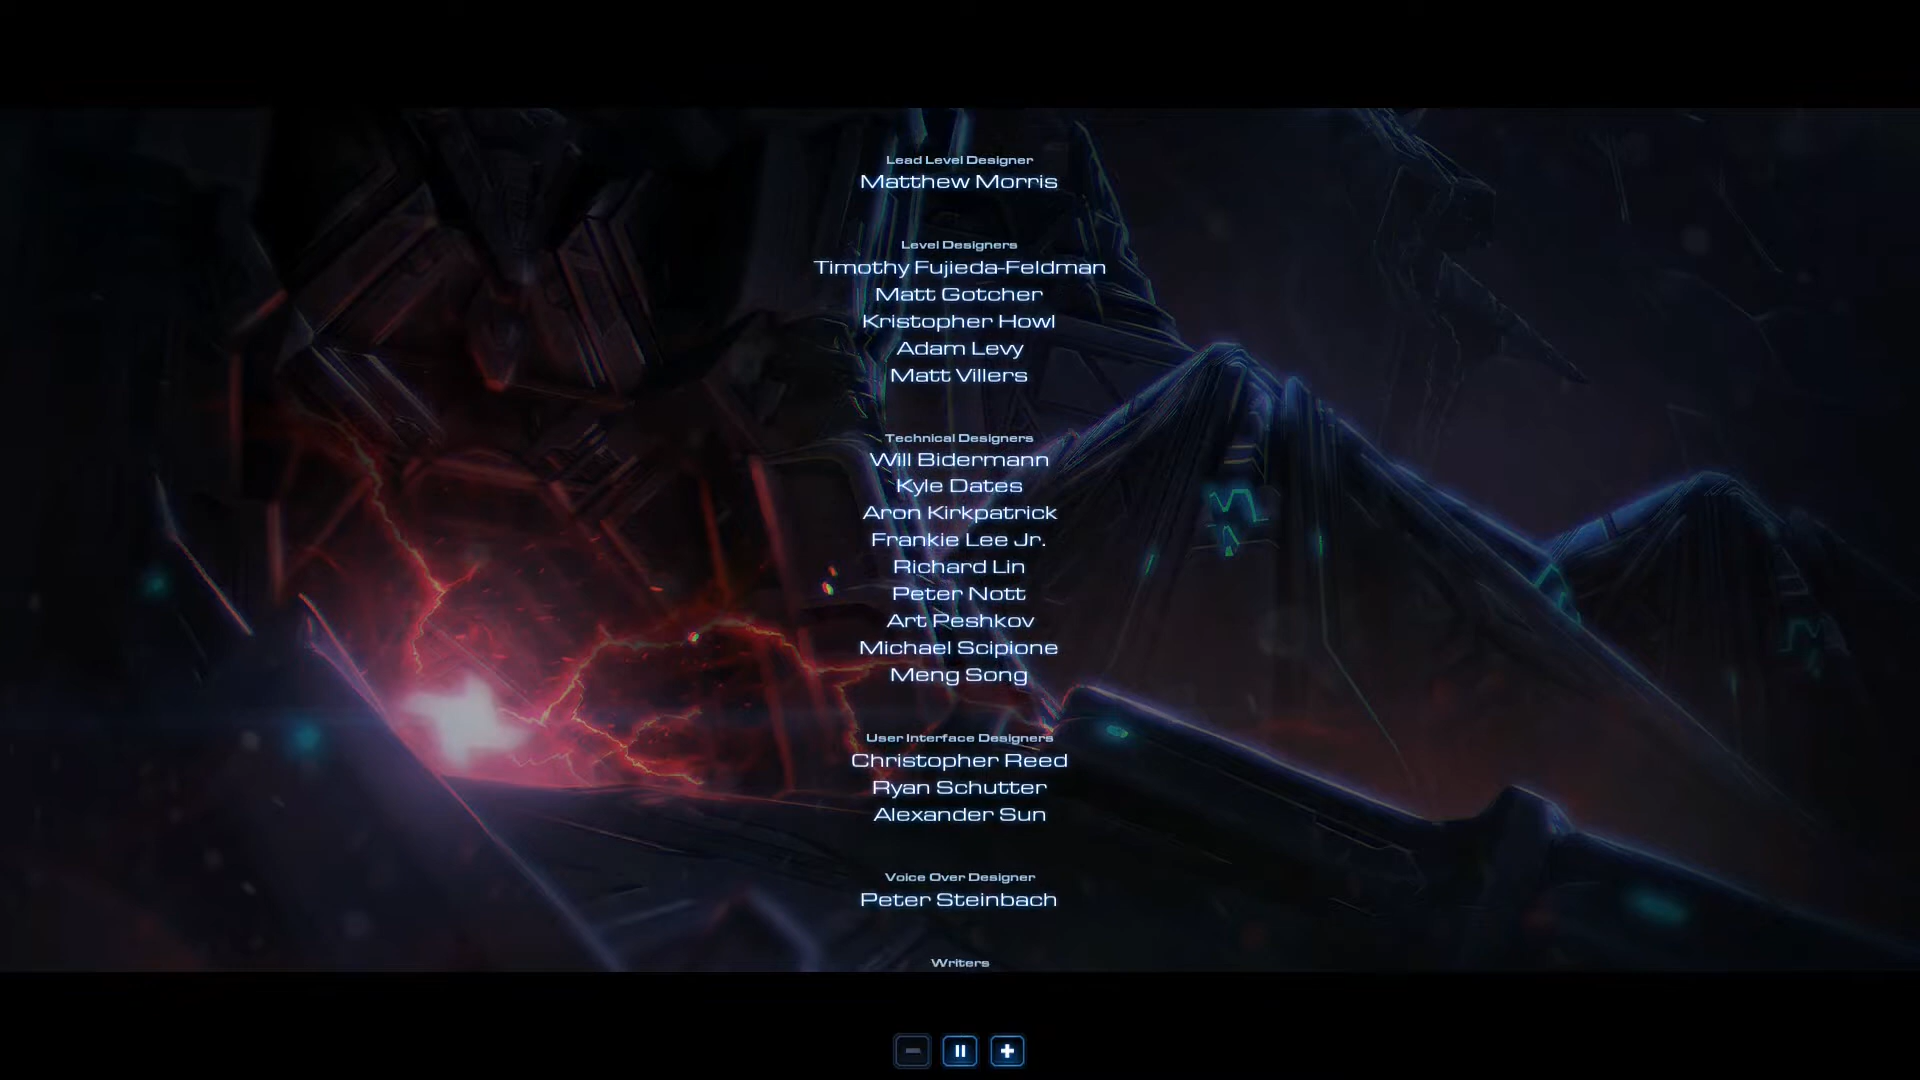 Lead Level Designer
Matthew Morris
Level Designers
Timothy Fujieda-Feldman
Matt Gotcher
Kristopher Howl
Adam Levy
Matt Villers
Technical Designers
Will Bidermann
Kyle Dates
Aron Kirkpatrick
Frankie Lee Jr.
Richard Lin
Peter Nott
Art Peshkov
Michael Scipione
Meng Song
User Interface Designers
Christopher Reed
Ryan Schutter
Alexander Sun
Voice Over Designer
Peter Steinbach
Writers